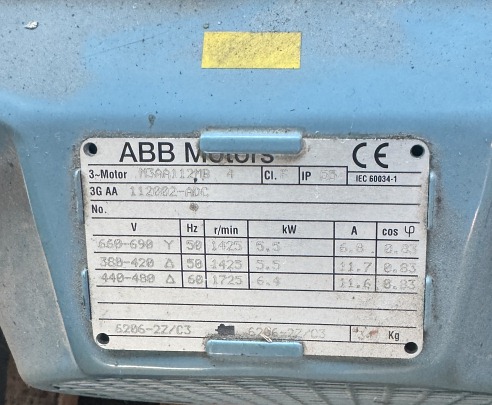 ABB Motors CE
3~Motor M3AA112MB 4 Cl. F IP 55 IEC 60034-1
3G AA 112002-ADC
No.
V Hz r/min kW A cos φ
660-690 Y 50 1425 5.5 6.8 0.83
380-420 Δ 50 1425 5.5 11.7 0.83
440-480 Δ 60 1725 6.4 11.6 0.83
6206-2Z/C3 6206-2Z/C3 Kg